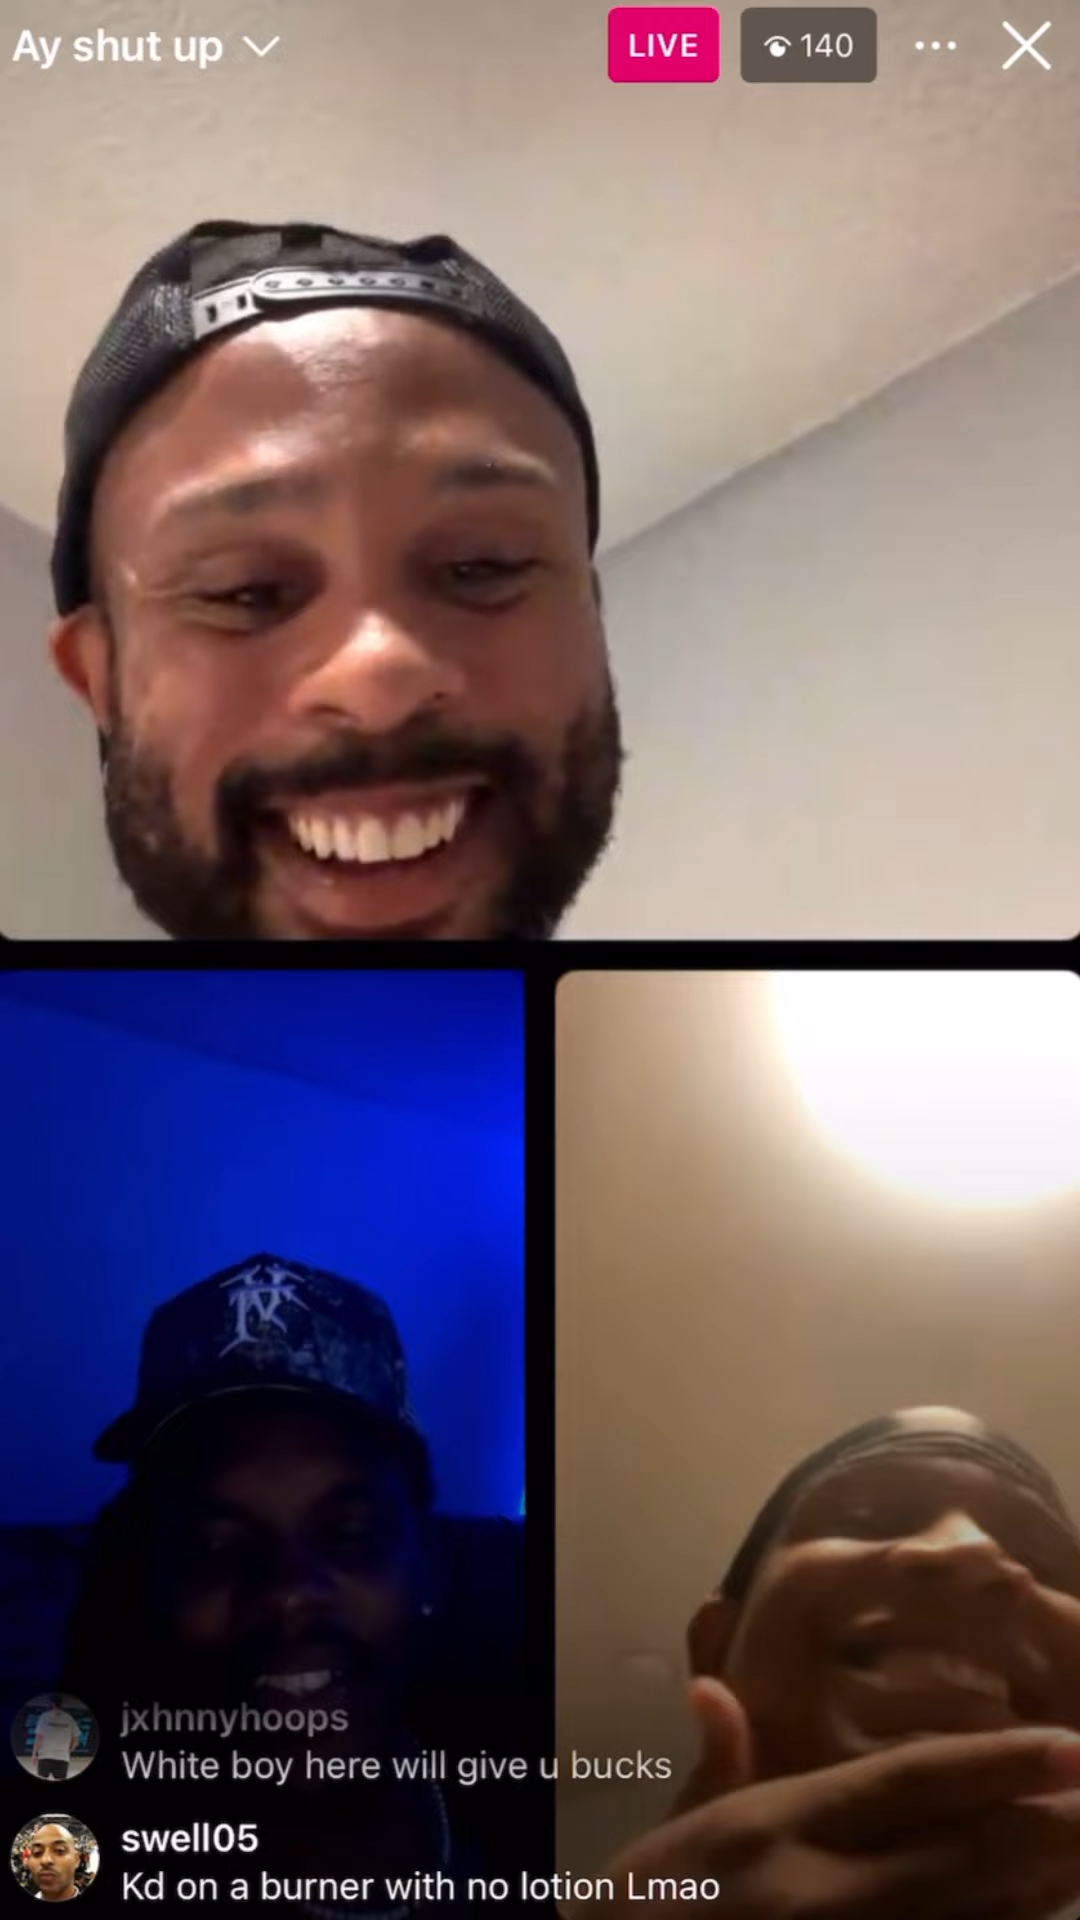 Ay shut up
LIVE
140
jxhnnyhoops
White boy here will give u bucks
swell05
Kd on a burner with no lotion Lmao